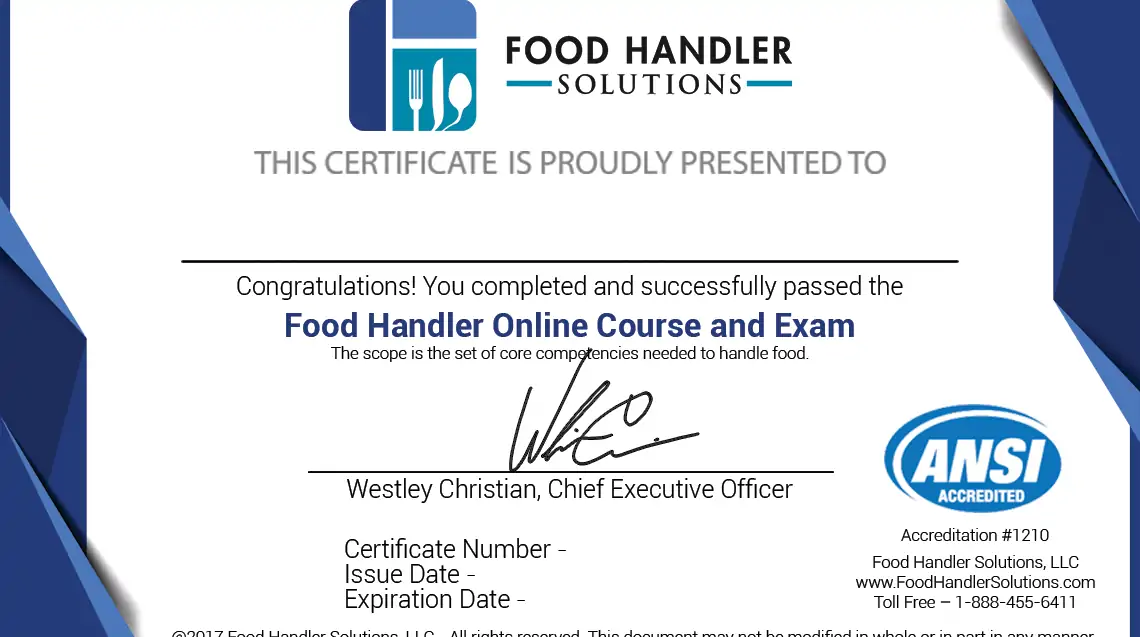 FOOD HANDLER
SOLUTIONS
THIS CERTIFICATE IS PROUDLY PRESENTED TO
Congratulations! You completed and successfully passed the
Food Handler Online Course and Exam
The scope is the set of core competencies needed to handle food.
Westley Christian, Chief Executive Officer
Certificate Number -
Issue Date -
Expiration Date -
ANSI
ACCREDITED
Accreditation #1210
Food Handler Solutions, LLC
www.FoodHandlerSolutions.com
Toll Free – 1-888-455-6411
©2017 Food Handler Solutions, LLC - All rights reserved. This document may not be modified in whole or in part in any manner